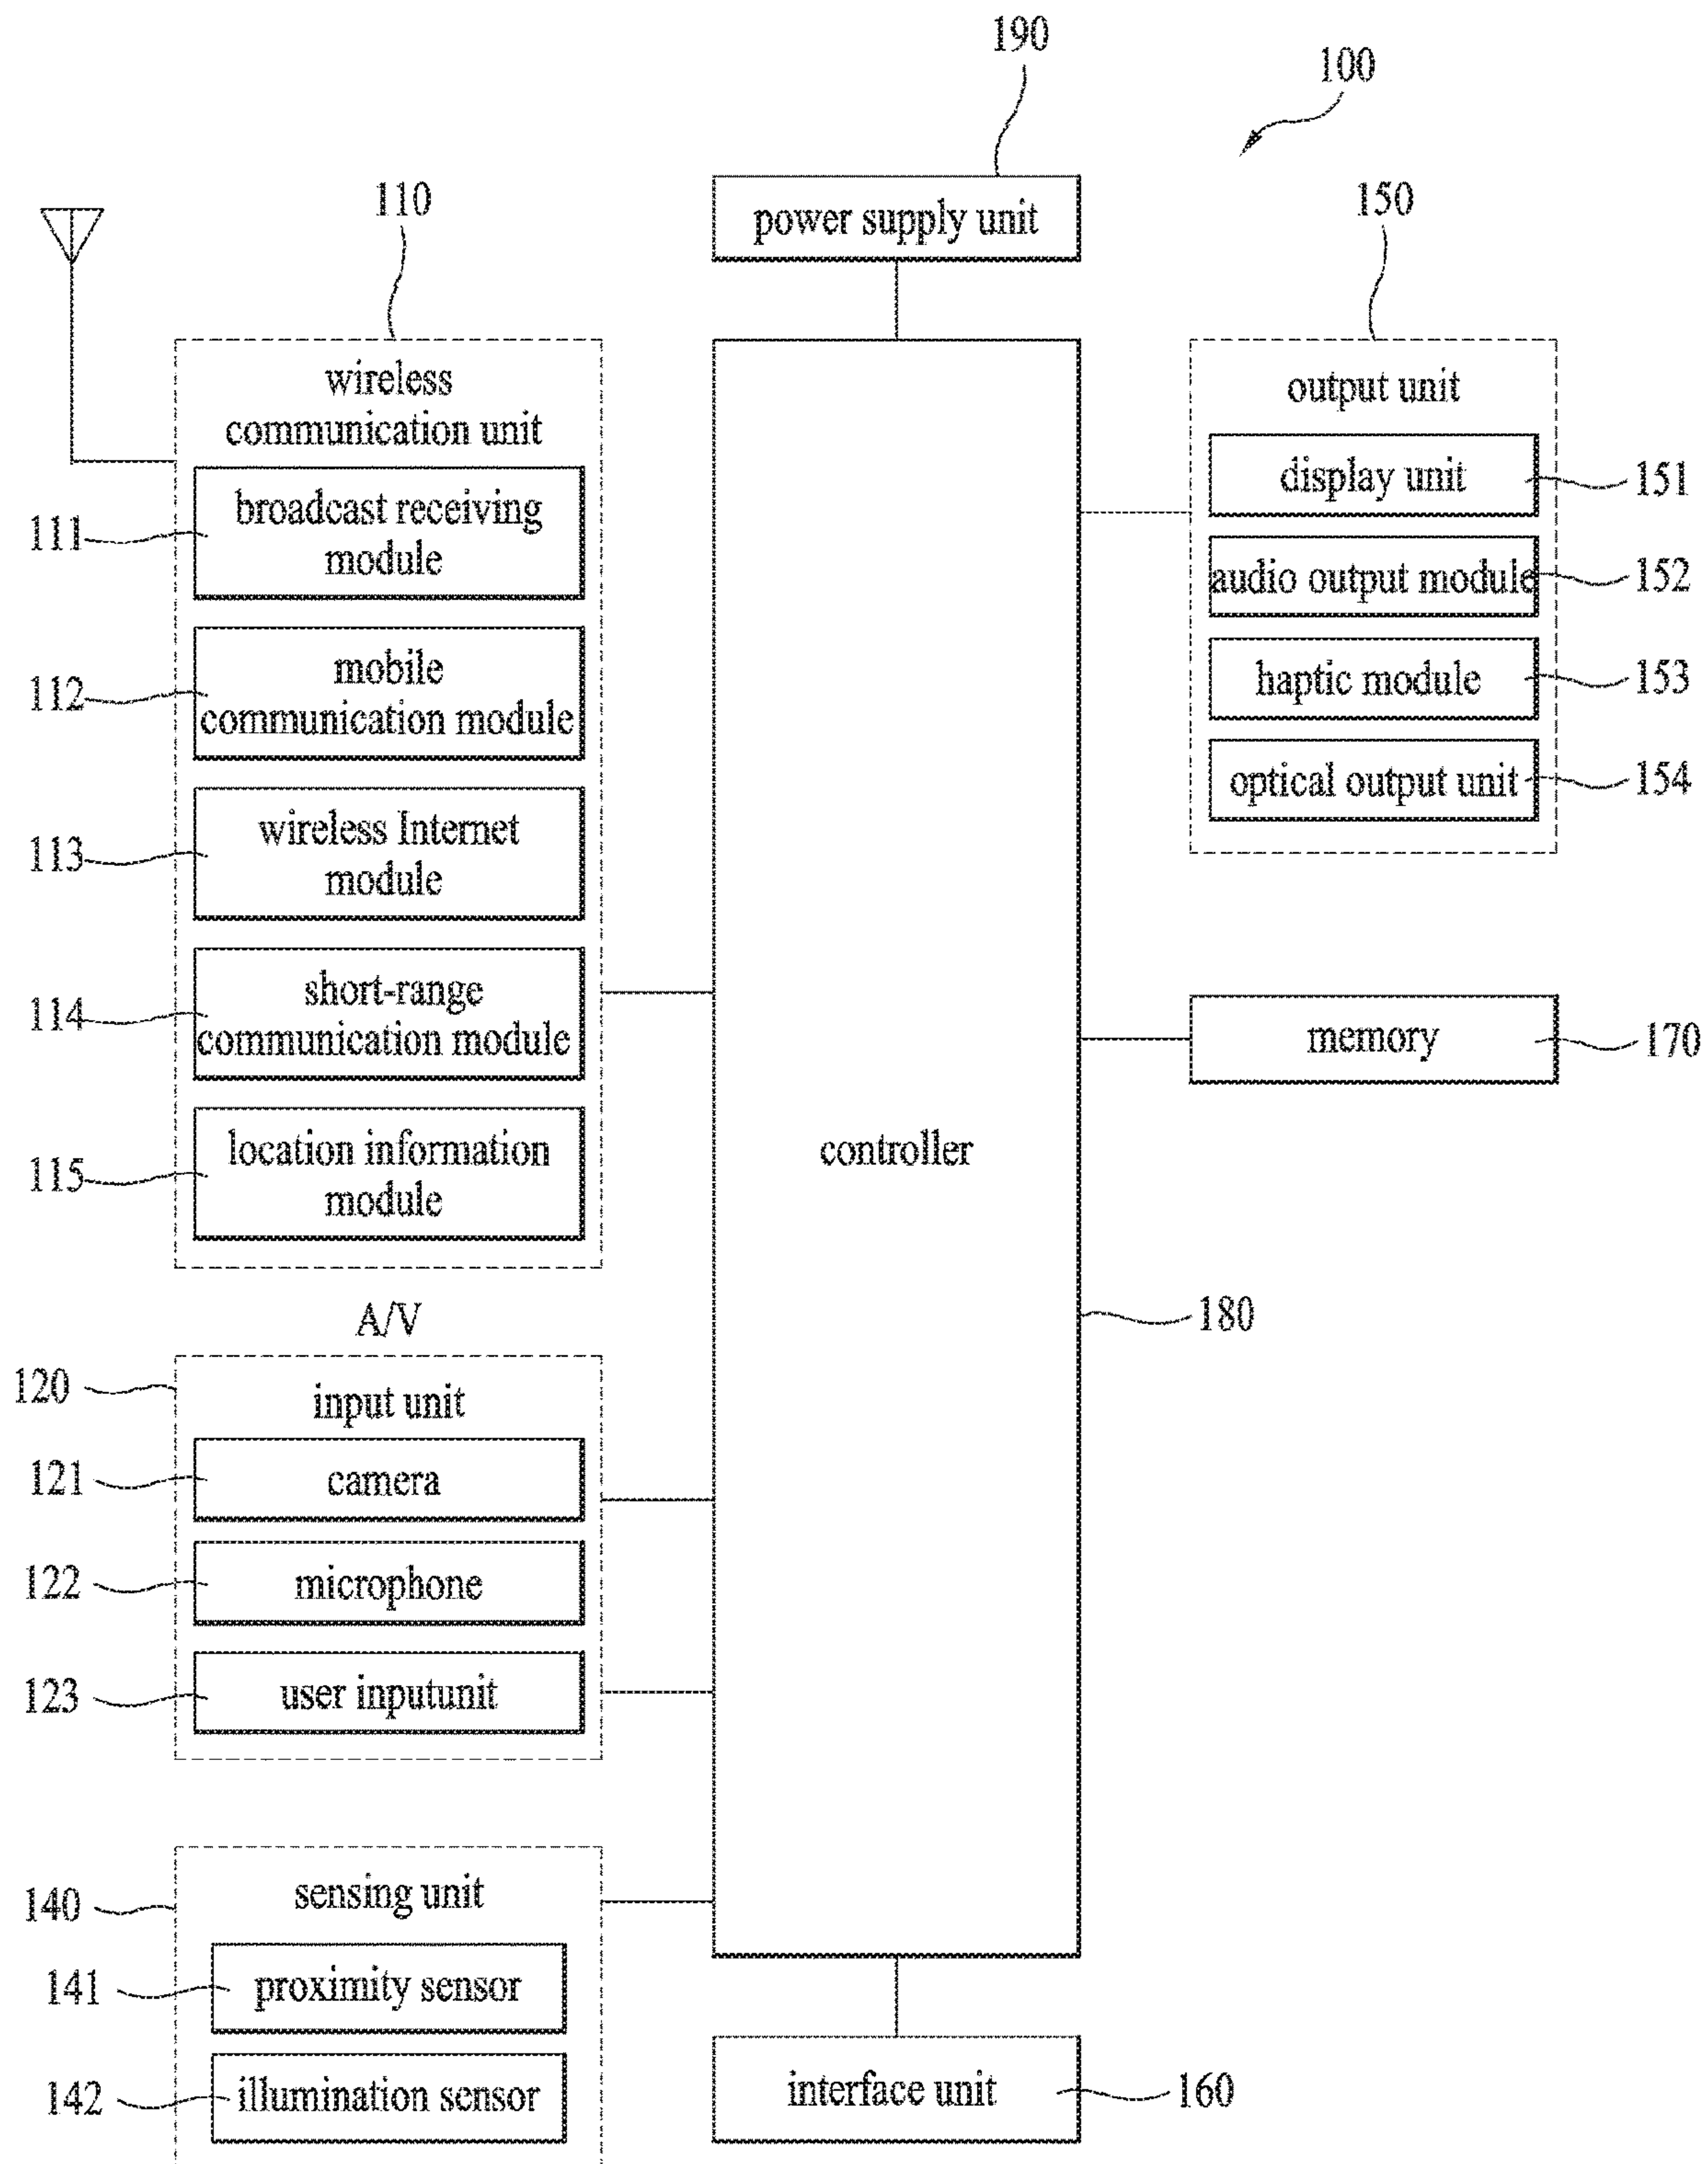 190
100
110
power supply unit
150
wireless
communication unit
output unit
111
broadcast receiving
module
display unit
151
audio output module
152
112
mobile
communication module
haptic module
153
optical output unit
154
113
wireless Internet
module
114
short-range
communication module
memory
170
115
location information
module
controller
180
A/V
120
input unit
121
camera
122
microphone
123
user inputunit
140
sensing unit
141
proximity sensor
142
illumination sensor
interface unit
160